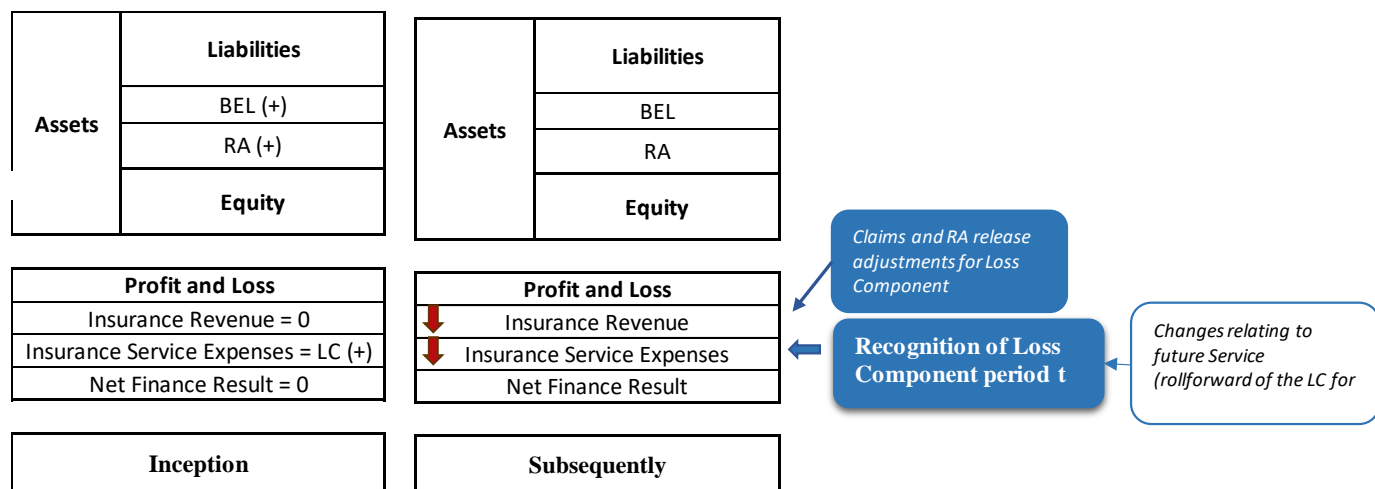 Assets
Liabilities
BEL (+)
RA (+)
Equity
Assets
Liabilities
BEL
RA
Equity
Profit and Loss
Insurance Revenue = 0
Insurance Service Expenses = LC (+)
Net Finance Result = 0
Profit and Loss
Insurance Revenue
Insurance Service Expenses
Net Finance Result
Claims and RA release
adjustments for Loss
Component
Recognition of Loss
Component period t
Changes relating to
future Service
(rollforward of the LC for
Inception
Subsequently